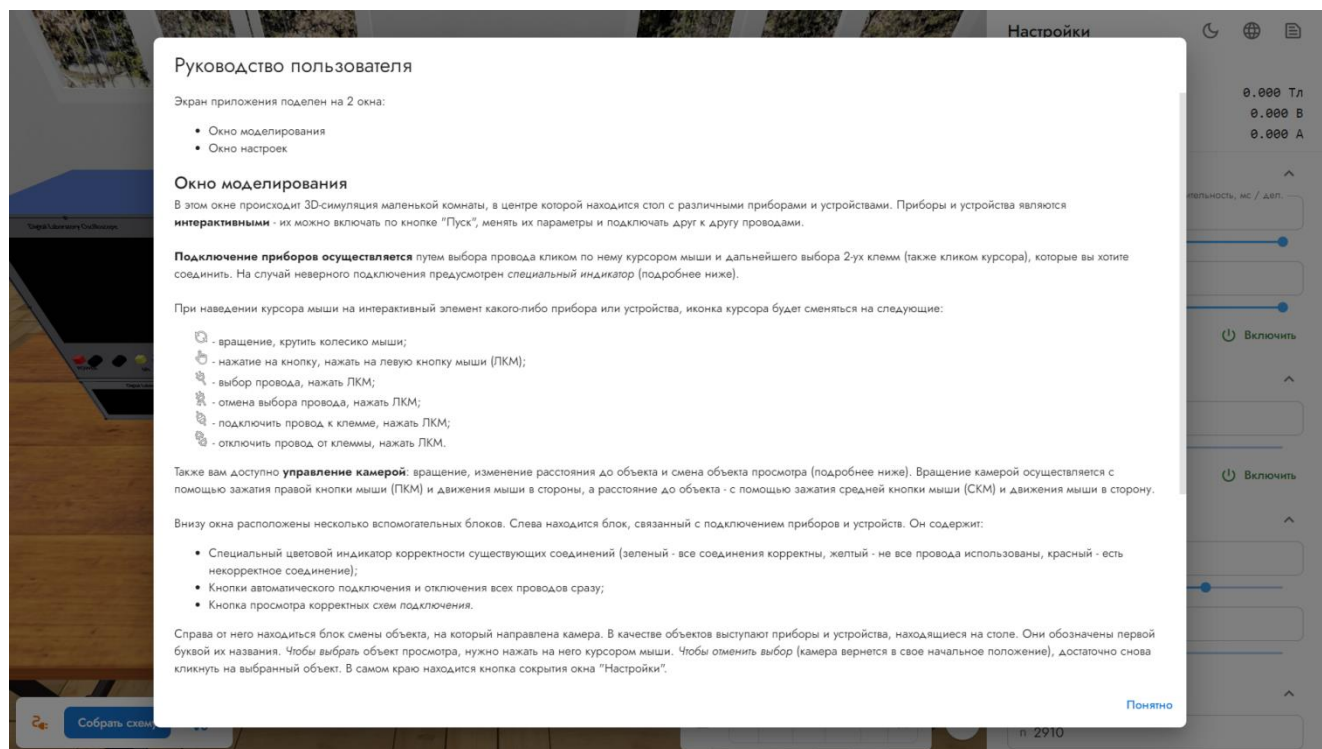 Настройки
Руководство пользователя
Экран приложения поделен на 2 окна:
• Окно моделирования
• Окно настроек
0.000 Тл
0.000 В
0.000 А
Окно моделирования
В этом окне происходит 3D-симуляция маленькой комнаты, в центре которой находится стол с различными приборами и устройствами. Приборы и устройства являются
интерактивными - их можно включать по кнопке "Пуск", менять их параметры и подключать друг к другу проводами.
ительность, мс / дел.
Digital Laboratory Oscilloscope
Подключение приборов осуществляется путем выбора провода кликом по нему курсором мыши и дальнейшего выбора 2-ух клемм (также кликом курсора), которые вы хотите
соединить. На случай неверного подключения предусмотрен специальный индикатор (подробнее ниже).
При наведении курсора мыши на интерактивный элемент какого-либо прибора или устройства, иконка курсора будет сменяться на следующие:
- вращение, крутить колесико мыши;
Включить
- нажатие на кнопку, нажать на левую кнопку мыши (ЛКМ);
- выбор провода, нажать ЛКМ;
- отмена выбора провода, нажать ЛКМ;
- подключить провод к клемме, нажать ЛКМ;
- отключить провод от клеммы, нажать ЛКМ.
Также вам доступно управление камерой: вращение, изменение расстояния до объекта и смена объекта просмотра (подробнее ниже). Вращение камерой осуществляется с
помощью зажатия правой кнопки мыши (ПКМ) и движения мыши в стороны, а расстояние до объекта - с помощью зажатия средней кнопки мыши (СКМ) и движения мыши в сторону.
Включить
Внизу окна расположены несколько вспомогательных блоков. Слева находится блок, связанный с подключением приборов и устройств. Он содержит:
• Специальный цветовой индикатор корректности существующих соединений (зеленый - все соединения корректны, желтый - не все провода использованы, красный - есть
некорректное соединение);
• Кнопки автоматического подключения и отключения всех проводов сразу;
• Кнопка просмотра корректных схем подключения.
Справа от него находиться блок смены объекта, на который направлена камера. В качестве объектов выступают приборы и устройства, находящиеся на столе. Они обозначены первой
буквой их названия. Чтобы выбрать объект просмотра, нужно нажать на него курсором мыши. Чтобы отменить выбор (камера вернется в свое начальное положение), достаточно снова
кликнуть на выбранный объект. В самом краю находится кнопка сокрытия окна "Настройки".
Понятно
Собрать схему
n 2910